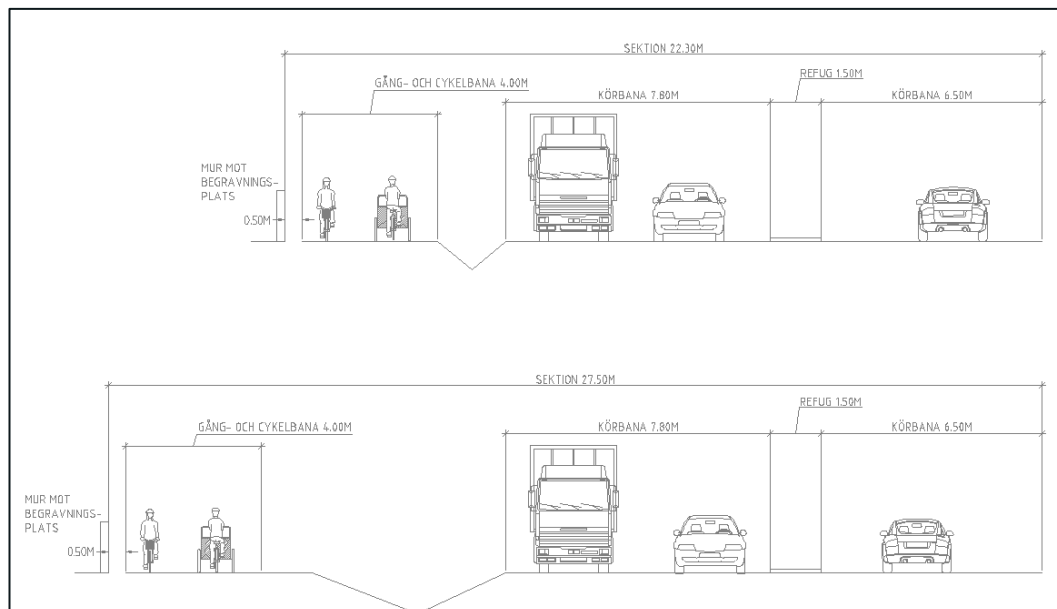 SEKTION 22.30M
GÅNG- OCH CYKELBANA 4.00M
REFUG 1.50M
KÖRBANA 7.80M
KÖRBANA 6.50M
MUR MOT
BEGRAVNINGS-
PLATS
0.50M
SEKTION 27.50M
GÅNG- OCH CYKELBANA 4.00M
REFUG 1.50M
KÖRBANA 7.80M
KÖRBANA 6.50M
MUR MOT
BEGRAVNINGS-
PLATS
0.50M